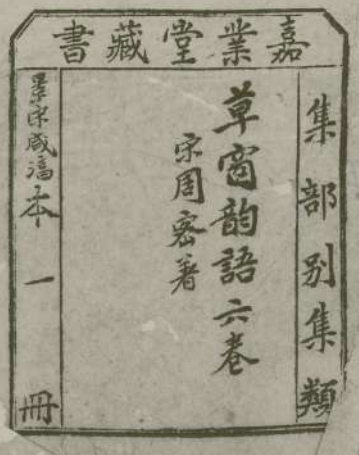 嘉業堂藏書
集部別集類
草窗韵語六卷
宋周密著
景宋咸淳本一冊